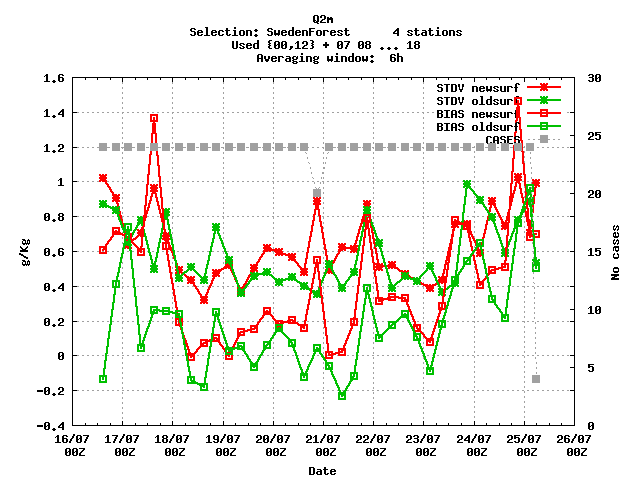 Q2m
Selection: SwedenForest 4 stations
Used {00,12} + 07 08 ... 18
Averaging window: 6h
1.6
1.4
1.2
1
0.8
0.6
0.4
0.2
0
-0.2
-0.4
g/Kg
30
25
20
15
10
5
0
No cases
STDV newsurf
STDV oldsurf
BIAS newsurf
BIAS oldsurf
CASES
16/07 17/07 18/07 19/07 20/07 21/07 22/07 23/07 24/07 25/07 26/07
00Z 00Z 00Z 00Z 00Z 00Z 00Z 00Z 00Z 00Z 00Z
Date